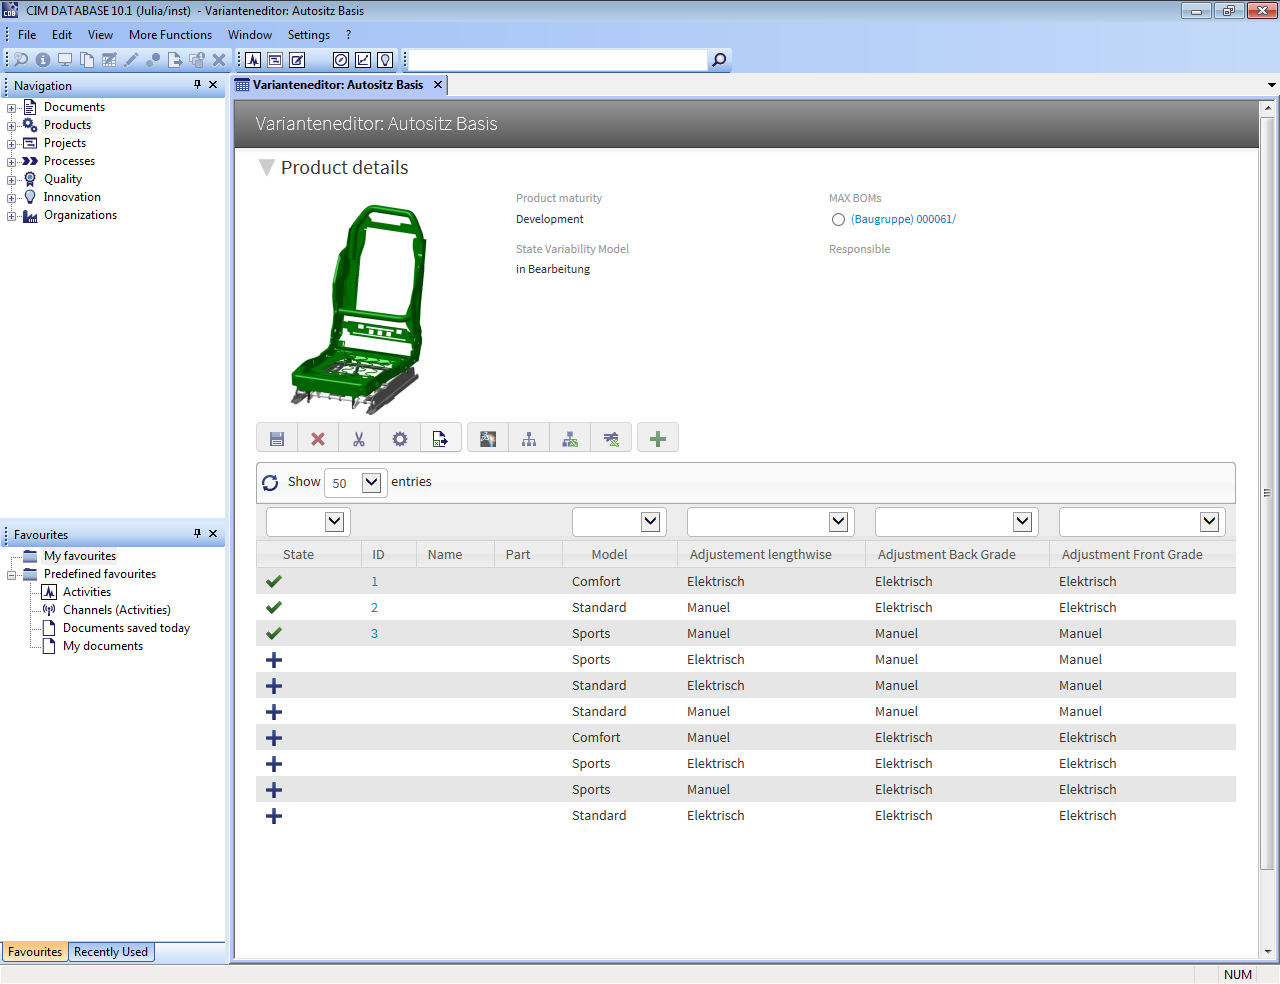 CIM DATABASE 10.1 (Julia/inst) - Varianteneditor: Autositz Basis
File Edit View More Functions Window Settings ?
Navigation
Documents
Products
Projects
Processes
Quality
Innovation
Organizations
Favourites
My favourites
Predefined favourites
Activities
Channels (Activities)
Documents saved today
My documents
Favourites Recently Used
Varianteneditor: Autositz Basis
Varianteneditor: Autositz Basis
Product details
Product maturity MAX BOMs
Development (Baugruppe) 000061/
State Variability Model Responsible
in Bearbeitung
Show 50 entries
State ID Name Part Model Adjustement lengthwise Adjustment Back Grade Adjustment Front Grade
1 Comfort Elektrisch Elektrisch Elektrisch
2 Standard Manuel Elektrisch Elektrisch
3 Sports Manuel Manuel Manuel
Sports Elektrisch Manuel Manuel
Standard Elektrisch Manuel Manuel
Standard Manuel Manuel Manuel
Comfort Manuel Elektrisch Elektrisch
Sports Elektrisch Elektrisch Elektrisch
Sports Manuel Elektrisch Elektrisch
Standard Elektrisch Elektrisch Elektrisch
NUM